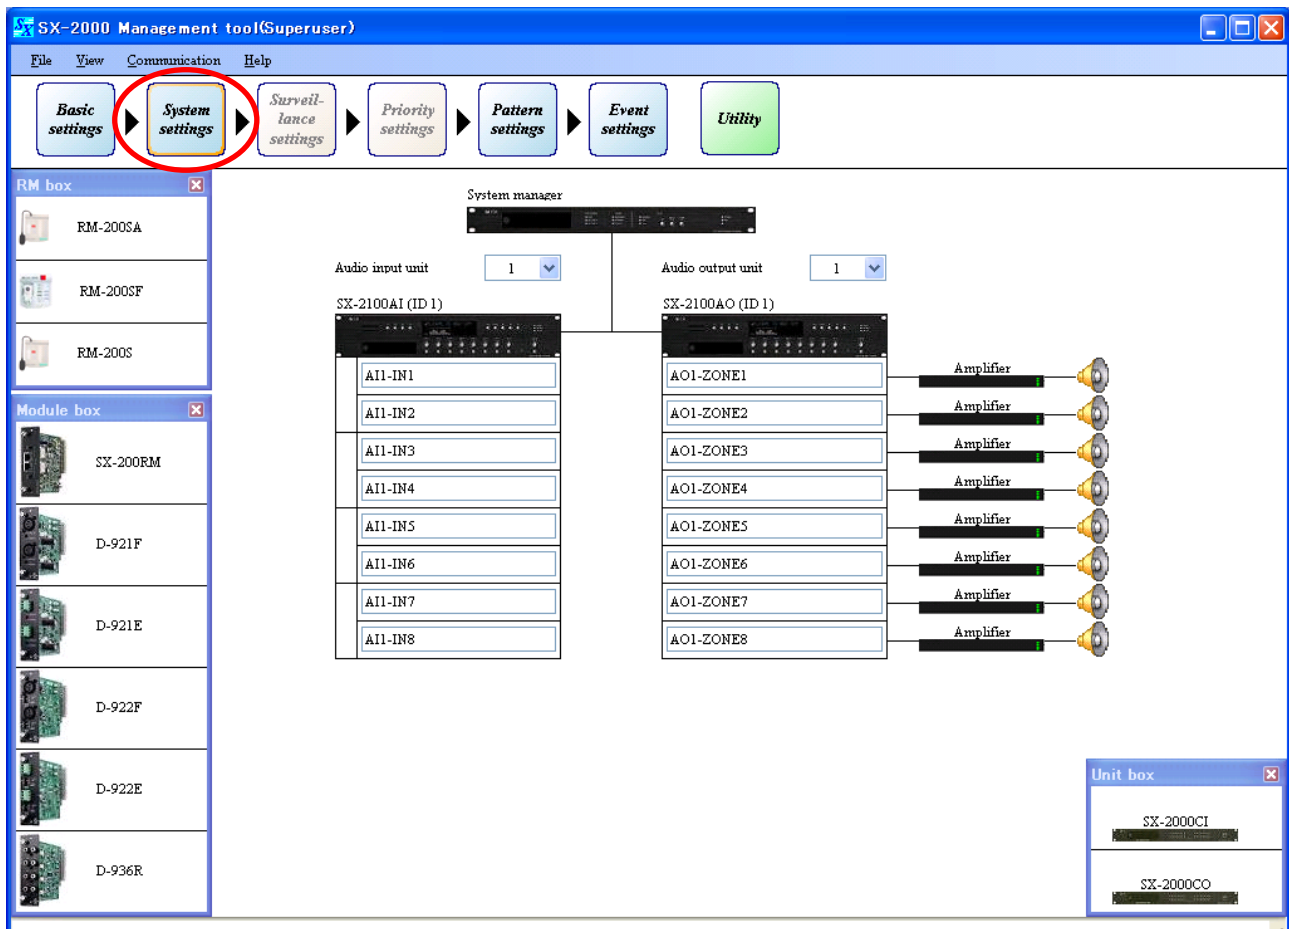 SX-2000 Management tool(Superuser)
File View Communication Help
Basic
settings
System
settings
Surveil-
lance
settings
Priority
settings
Pattern
settings
Event
settings
Utility
RM box
RM-200SA
RM-200SF
RM-200S
Module box
SX-200RM
D-921F
D-921E
D-922F
D-922E
D-936R
System manager
Audio input unit 1
SX-2100AI (ID 1)
AI1-IN1
AI1-IN2
AI1-IN3
AI1-IN4
AI1-IN5
AI1-IN6
AI1-IN7
AI1-IN8
Audio output unit 1
SX-2100AO (ID 1)
AO1-ZONE1
AO1-ZONE2
AO1-ZONE3
AO1-ZONE4
AO1-ZONE5
AO1-ZONE6
AO1-ZONE7
AO1-ZONE8
Amplifier
Amplifier
Amplifier
Amplifier
Amplifier
Amplifier
Amplifier
Amplifier
Unit box
SX-2000CI
SX-2000CO